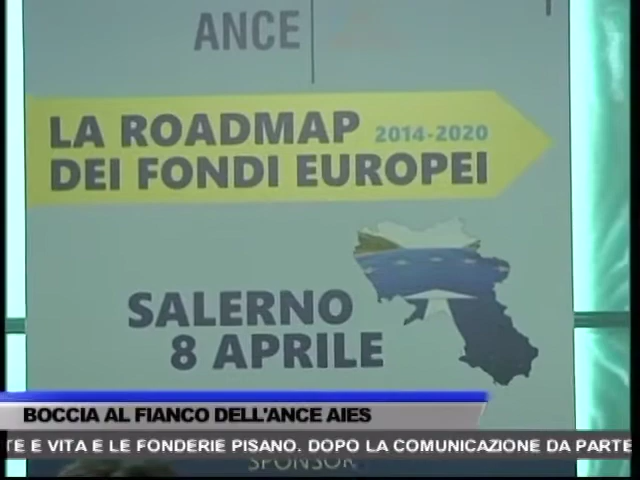 ANCE
LA ROADMAP 2014-2020
DEI FONDI EUROPEI
SALERNO
8 APRILE
BOCCIA AL FIANCO DELL'ANCE AIES
TE E VITA E LE FONDERIE PISANO. DOPO LA COMUNICAZIONE DA PARTE
SPONSOR